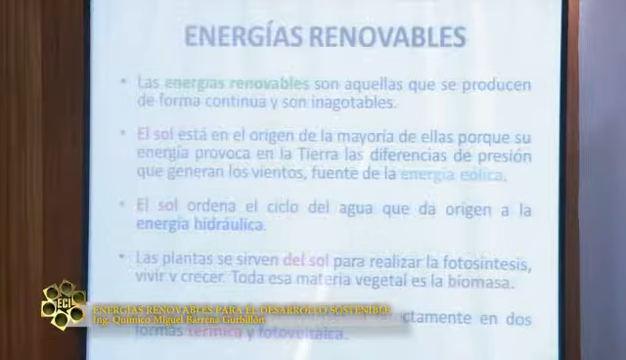 ENERGÍAS RENOVABLES
• Las energías renovables son aquellas que se producen
de forma continua y son inagotables.
• El sol está en el origen de la mayoría de ellas porque su
energía provoca en la Tierra las diferencias de presión
que generan los vientos, fuente de la energía eólica.
• El sol ordena el ciclo del agua que da origen a la
energía hidráulica.
• Las plantas se sirven del sol para realizar la fotosíntesis,
vivir y crecer. Toda esa materia vegetal es la biomasa.
ctamente en dos
formas térmica y fotovoltaica.
ECI
ENERGÍAS RENOVABLES PARA EL DESARROLLO SOSTENIBLE
Ing. Químico Miguel Barrena Gurbillón